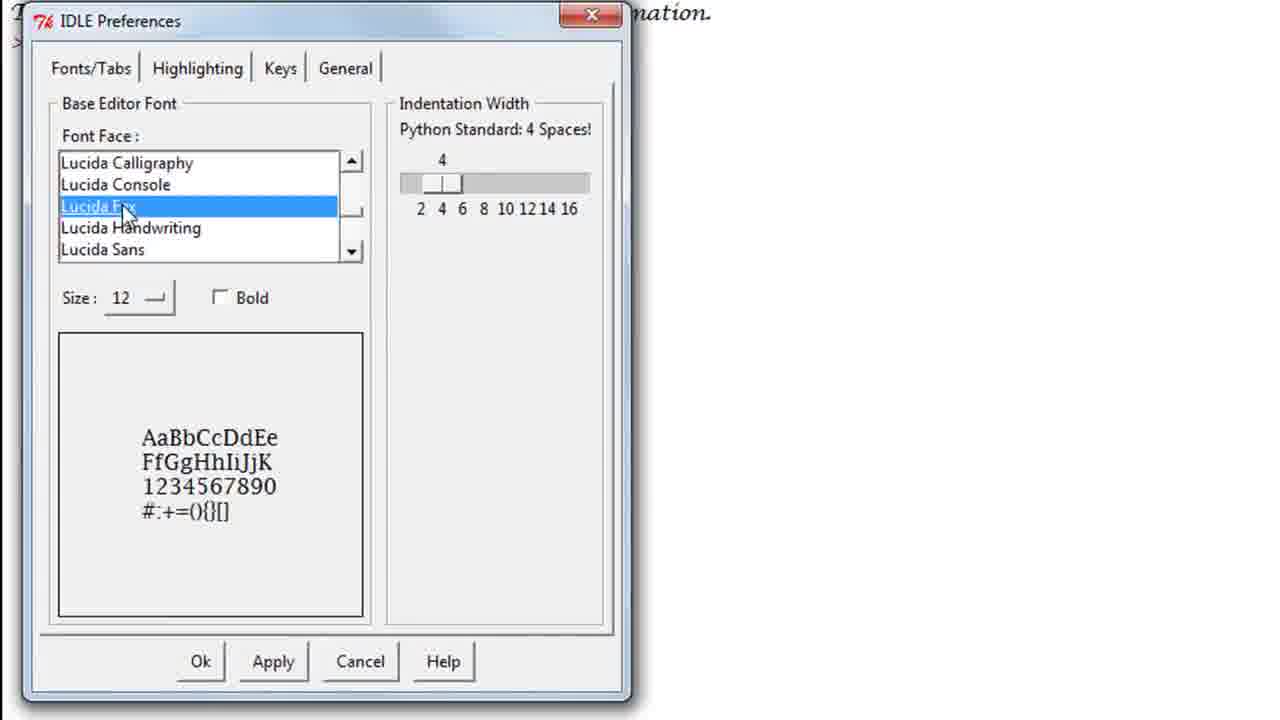 mation.
IDLE Preferences
Fonts/Tabs Highlighting Keys General
Base Editor Font
Font Face :
Lucida Calligraphy
Lucida Console
Lucida Fax
Lucida Handwriting
Lucida Sans
Size : 12 Bold
AaBbCcDdEe
FfGgHhIiJjK
1234567890
#:+=(){}[]
Indentation Width
Python Standard: 4 Spaces!
4
2 4 6 8 10 12 14 16
Ok Apply Cancel Help